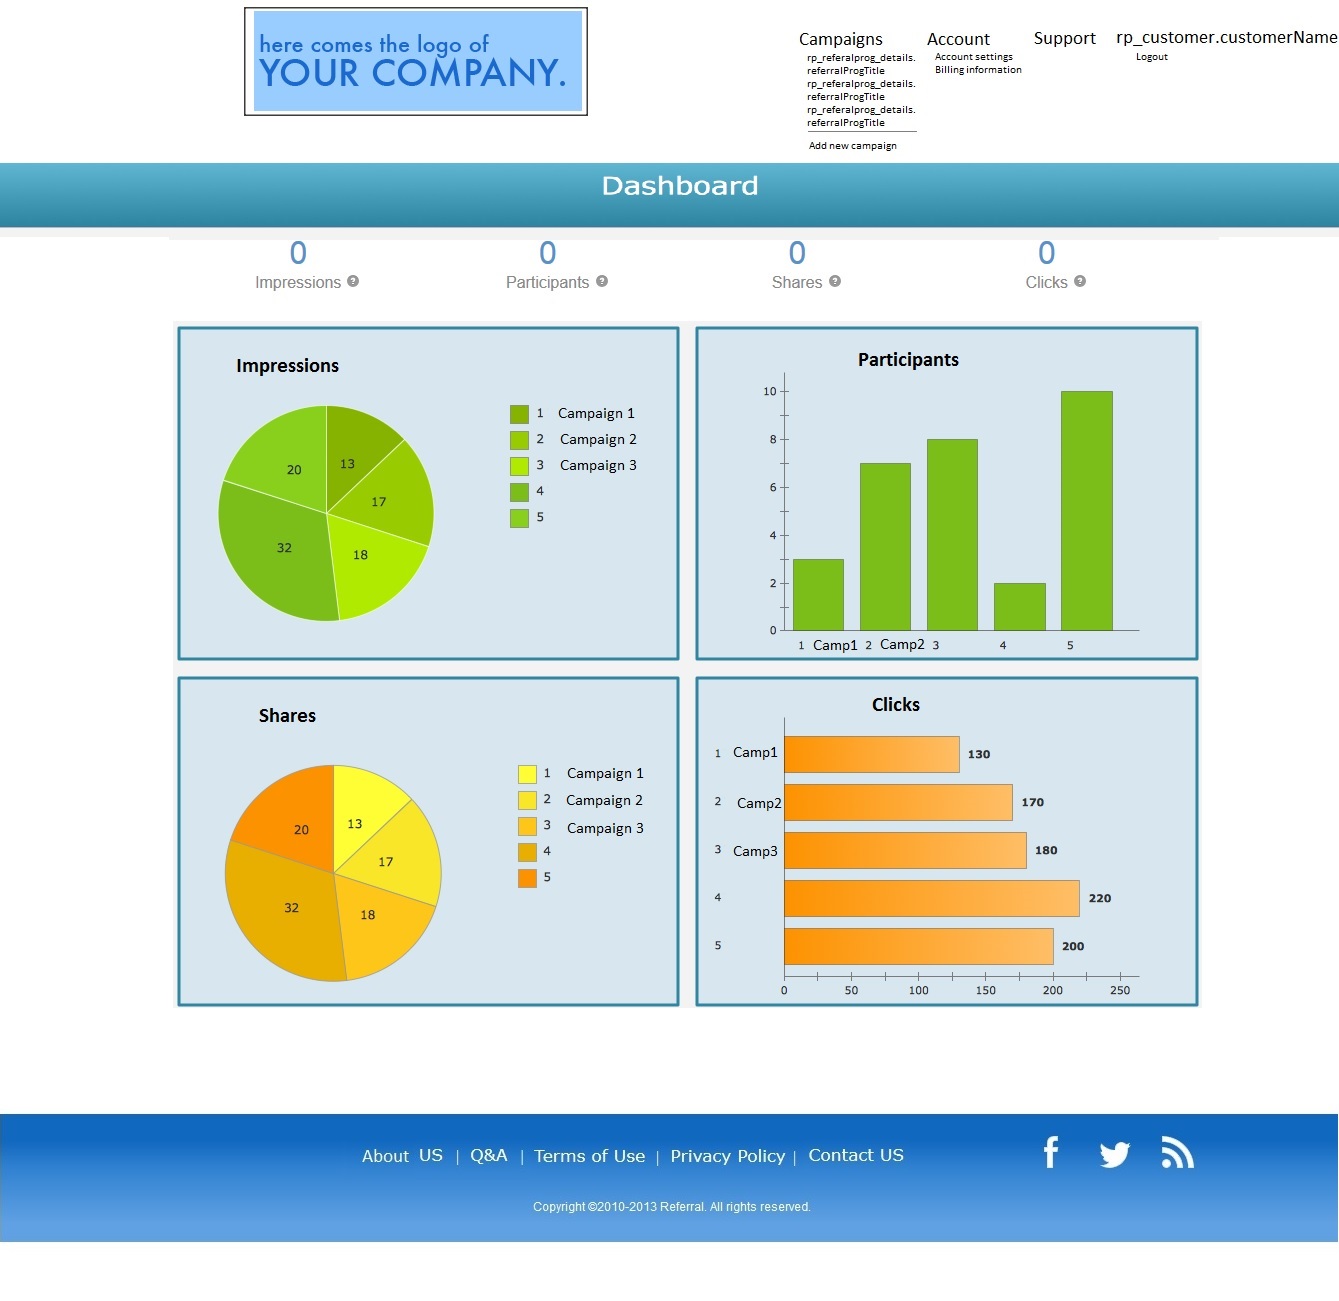 here comes the logo of
YOUR COMPANY.
Campaigns
rp_referalprog_details.
referralProgTitle
rp_referalprog_details.
referralProgTitle
rp_referalprog_details.
referralProgTitle
Add new campaign
Account
Account settings
Billing information
Support
rp_customer.customerName
Logout
Dashboard
0
Impressions ?
0
Participants ?
0
Shares ?
0
Clicks ?
Impressions
13
17
18
32
20
1 Campaign 1
2 Campaign 2
3 Campaign 3
4
5
Participants
10
8
6
4
2
0
1 Camp1 2 Camp2 3 4 5
Shares
13
17
18
32
20
1 Campaign 1
2 Campaign 2
3 Campaign 3
4
5
Clicks
1 Camp1 130
2 Camp2 170
3 Camp3 180
4 220
5 200
0 50 100 150 200 250
About US | Q&A | Terms of Use | Privacy Policy | Contact US
Copyright ©2010-2013 Referral. All rights reserved.